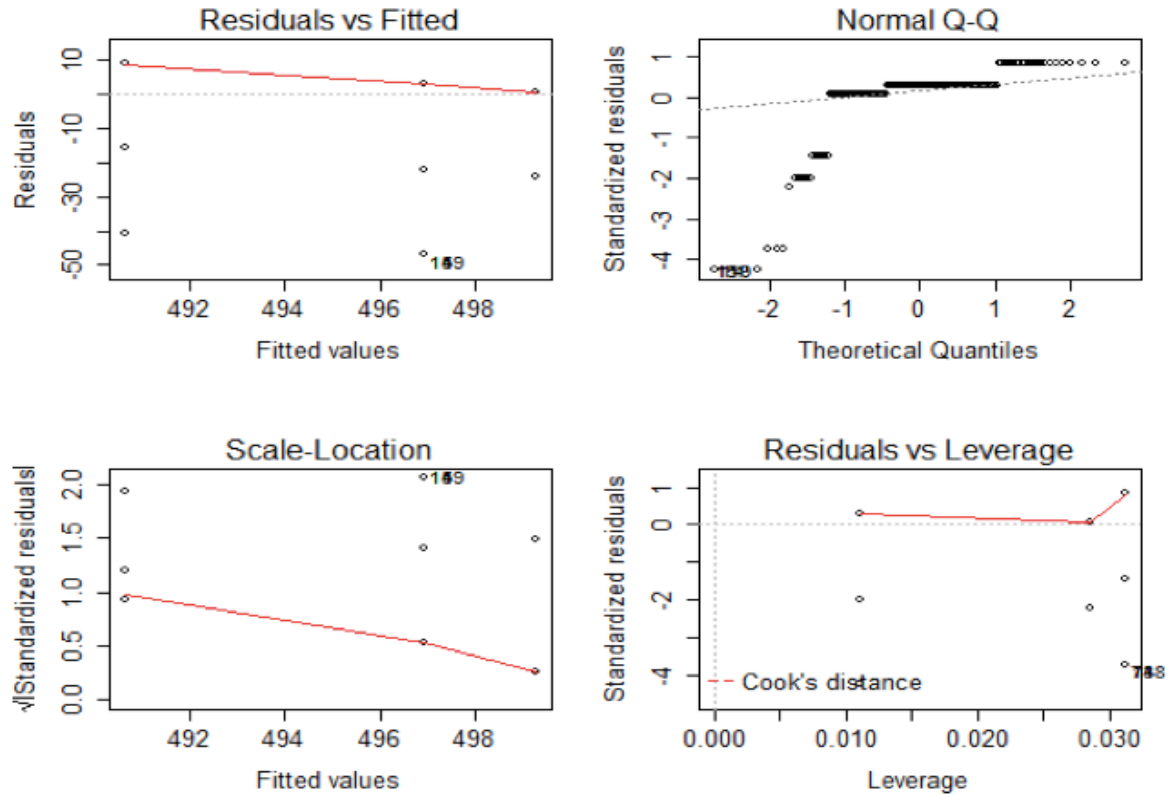 Residuals vs Fitted
Residuals
10
-10
-30
-50
492 494 496 498
Fitted values
Normal Q-Q
Standardized residuals
1
0
-1
-2
-3
-4
-2 -1 0 1 2
Theoretical Quantiles
Scale-Location
√|Standardized residuals|
2.0
1.5
1.0
0.5
0.0
492 494 496 498
Fitted values
Residuals vs Leverage
Standardized residuals
1
0
-2
-4
Cook's distance
0.000 0.010 0.020 0.030
Leverage